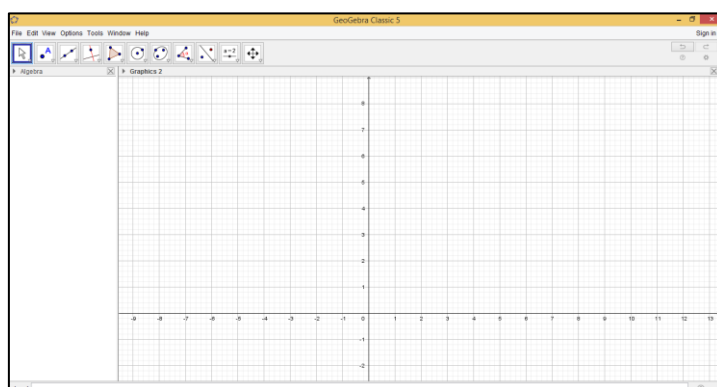 GeoGebra Classic 5
File Edit View Options Tools Window Help
Sign in
A
a=2
Algebra
Graphics 2
8
7
6
5
4
3
2
1
-9 -8 -7 -6 -5 -4 -3 -2 -1 0 1 2 3 4 5 6 7 8 9 10 11 12 13
-1
-2